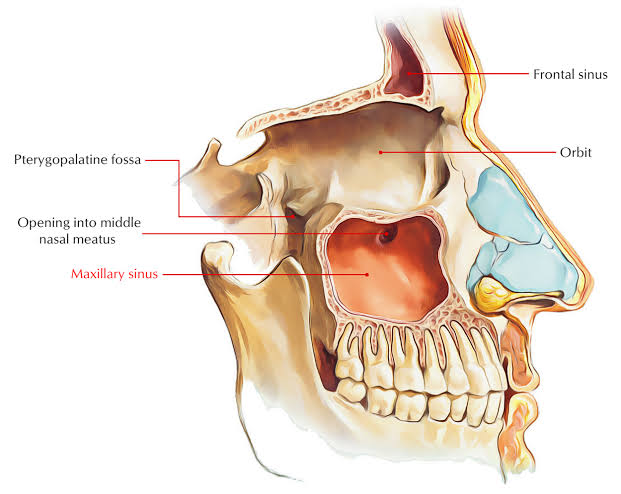 Frontal sinus
Orbit
Pterygopalatine fossa
Opening into middle
nasal meatus
Maxillary sinus